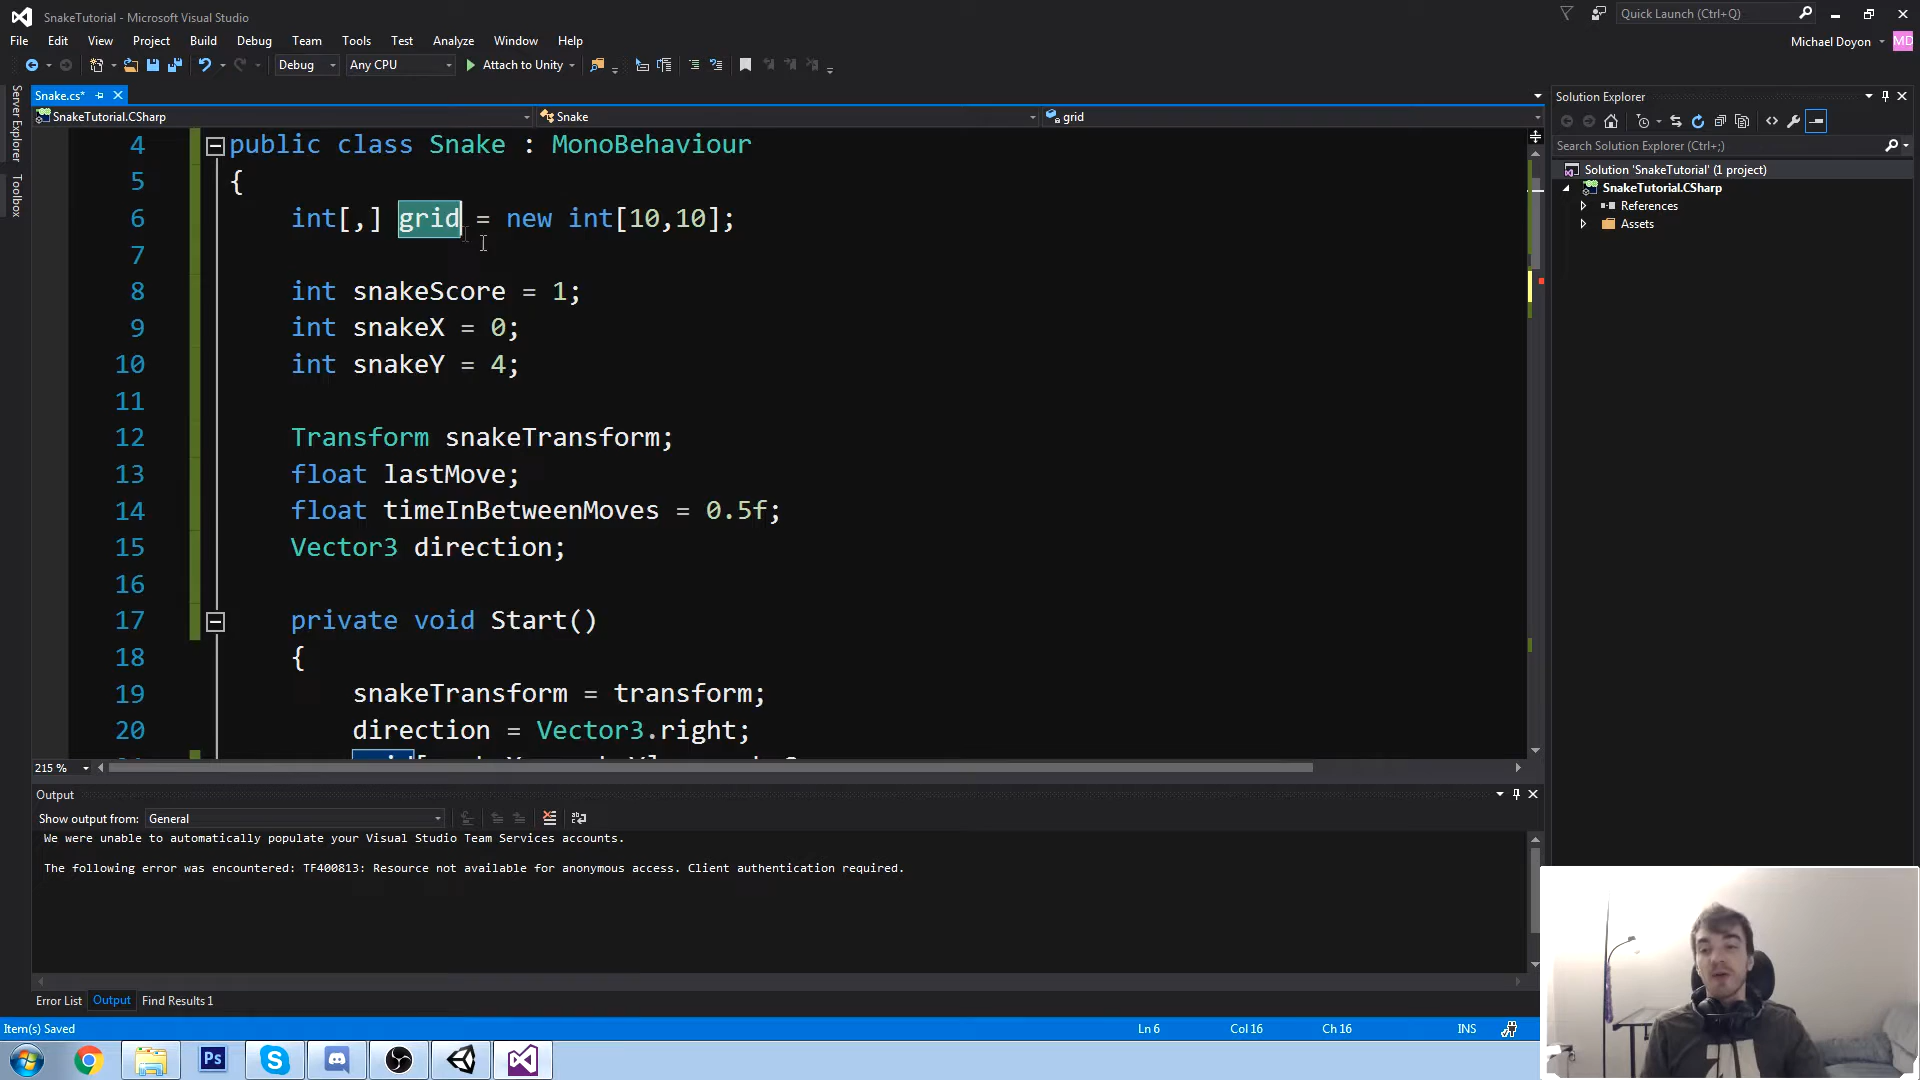 SnakeTutorial - Microsoft Visual Studio
Quick Launch (Ctrl+Q)
File Edit View Project Build Debug Team Tools Test Analyze Window Help
Michael Doyon
MD
Debug
Any CPU
Attach to Unity
Server Explorer
Toolbox
Snake.cs*
SnakeTutorial.CSharp
Snake
grid
4 public class Snake : MonoBehaviour
5 {
6 int[,] grid = new int[10,10];
7
8 int snakeScore = 1;
9 int snakeX = 0;
10 int snakeY = 4;
11
12 Transform snakeTransform;
13 float lastMove;
14 float timeInBetweenMoves = 0.5f;
15 Vector3 direction;
16
17 private void Start()
18 {
19 snakeTransform = transform;
20 direction = Vector3.right;
215 %
Solution Explorer
Search Solution Explorer (Ctrl+;)
Solution 'SnakeTutorial' (1 project)
SnakeTutorial.CSharp
References
Assets
Output
Show output from: General
We were unable to automatically populate your Visual Studio Team Services accounts.
The following error was encountered: TF400813: Resource not available for anonymous access. Client authentication required.
Error List Output Find Results 1
Item(s) Saved
Ln 6 Col 16 Ch 16 INS
Ps